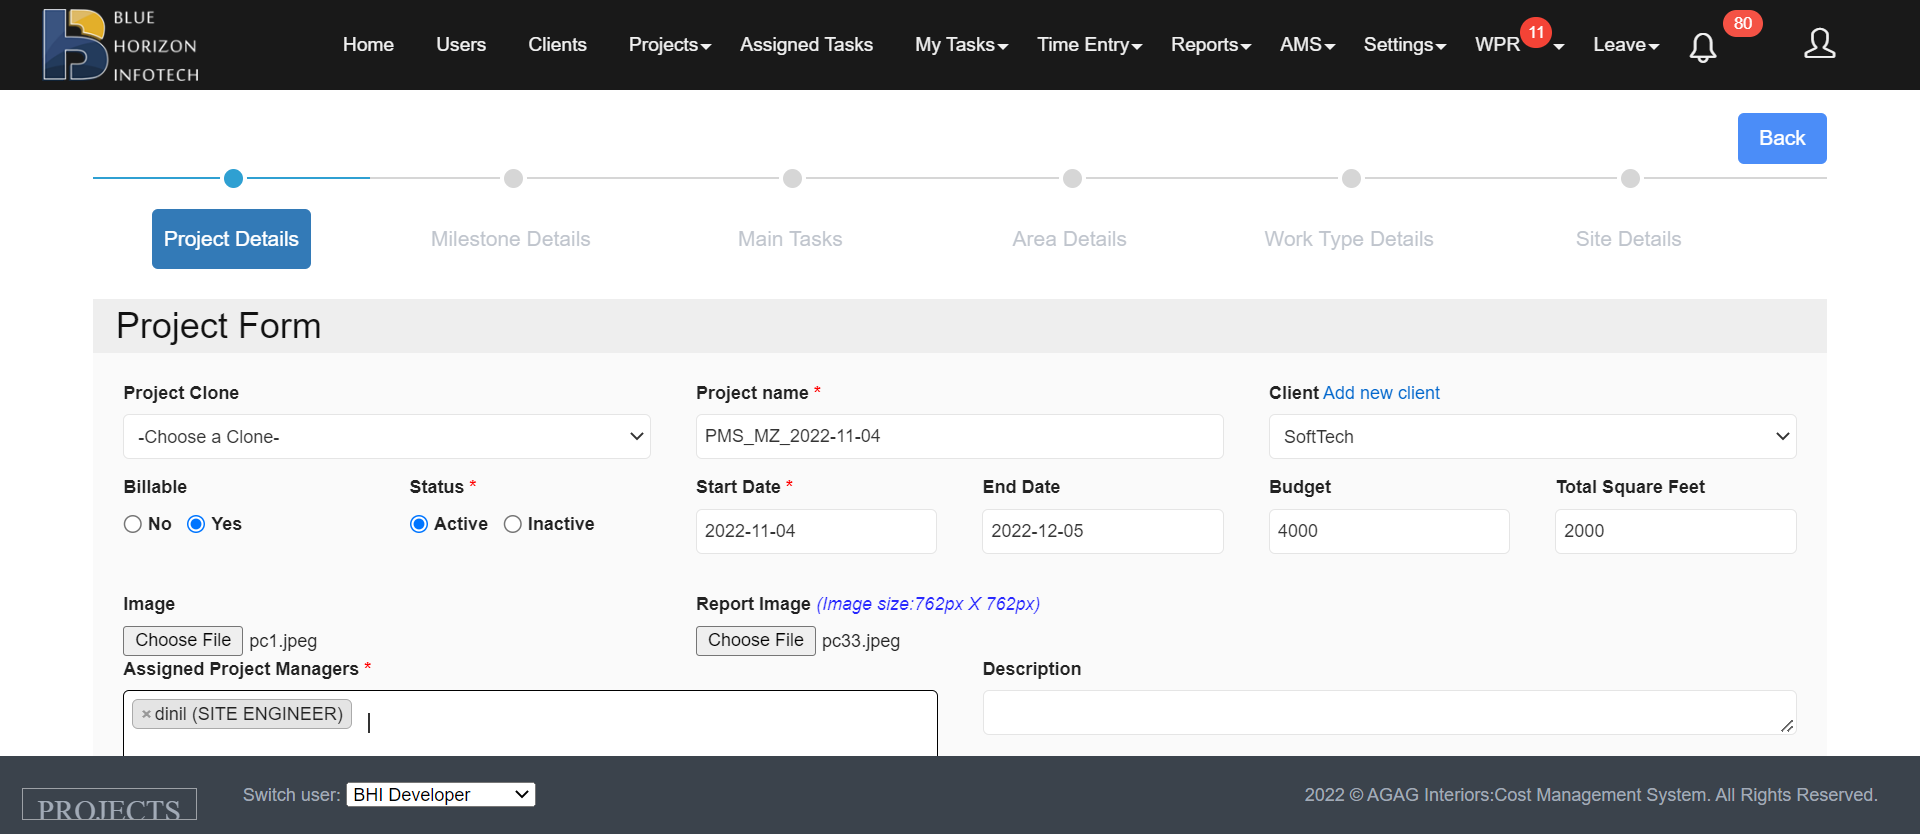 BLUE
HORIZON
INFOTECH
Home Users Clients Projects Assigned Tasks My Tasks Time Entry Reports AMS Settings WPR 11 Leave 80
Back
Project Details Milestone Details Main Tasks Area Details Work Type Details Site Details
Project Form
Project Clone Project name * Client Add new client
-Choose a Clone- PMS_MZ_2022-11-04 SoftTech
Billable Status * Start Date * End Date Budget Total Square Feet
No Yes Active Inactive 2022-11-04 2022-12-05 4000 2000
Image Report Image (Image size:762px X 762px)
Choose File pc1.jpeg Choose File pc33.jpeg
Assigned Project Managers * Description
× dinil (SITE ENGINEER)
PROJECTS Switch user: BHI Developer 2022 © AGAG Interiors:Cost Management System. All Rights Reserved.